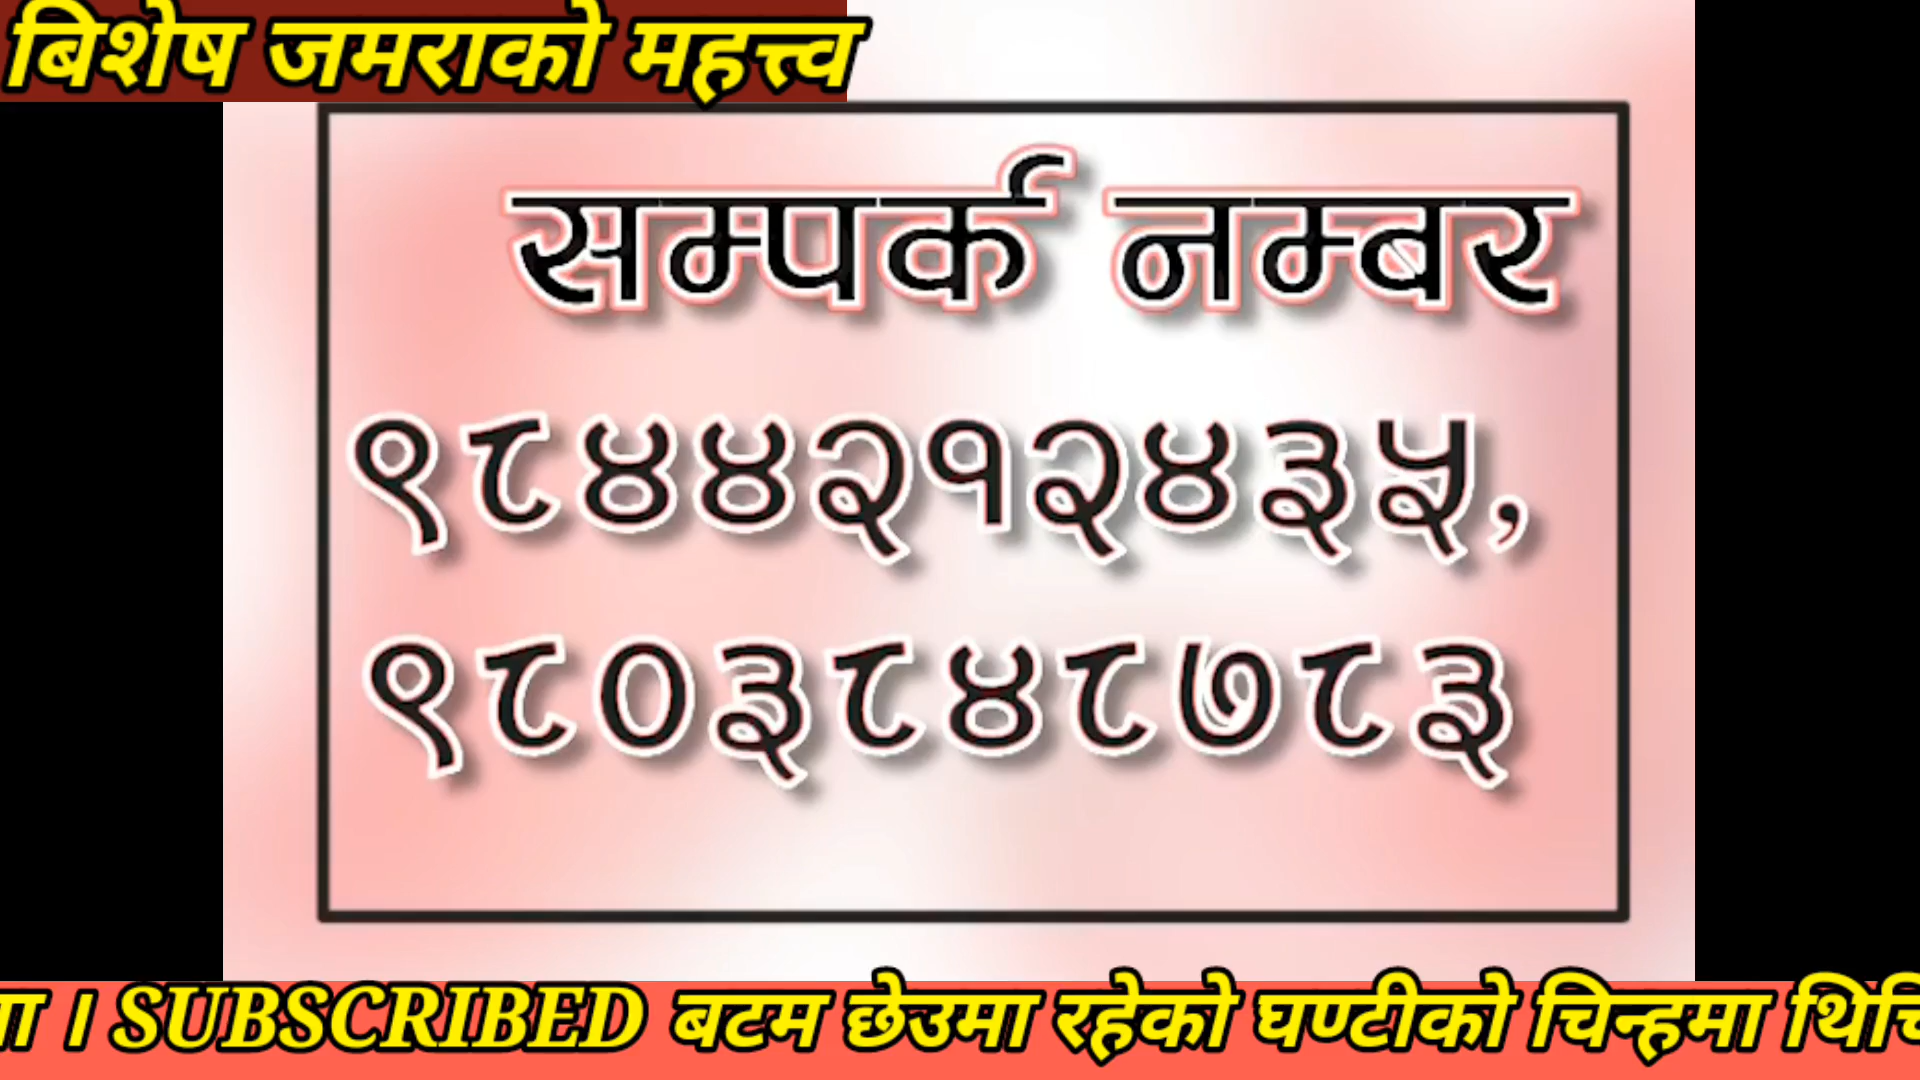 बिशेष जमराको महत्त्व
सम्पर्क नम्बर
९८४४२१२४३५,
९८०३८४८७८३
। SUBSCRIBED बटम छेउमा रहेको घण्टीको चिन्हमा